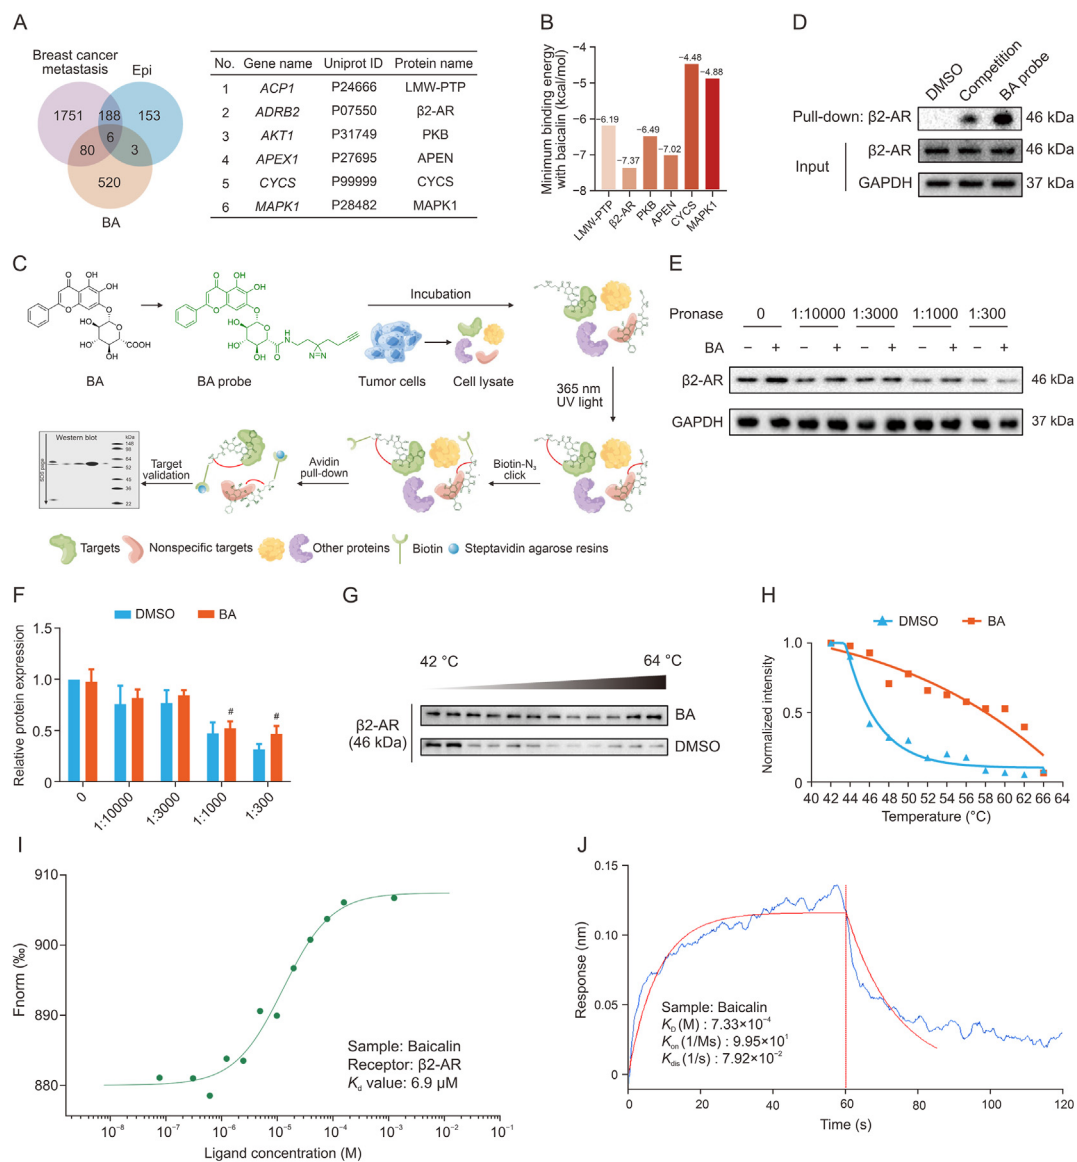 A
Breast cancer
metastasis
Epi
1751
188
153
6
80
3
520
BA
No. Gene name Uniprot ID Protein name
1 ACP1 P24666 LMW-PTP
2 ADRB2 P07550 β2-AR
3 AKT1 P31749 PKB
4 APEX1 P27695 APEN
5 CYCS P99999 CYCS
6 MAPK1 P28482 MAPK1
B
Minimum binding energy
with baicalin (kcal/mol)
−4
−5
−6
−7
−8
−6.19
−7.37
−6.49
−7.02
−4.48
−4.88
LMW-PTP
β2-AR
PKB
APEN
CYCS
MAPK1
D
DMSO
Competition
BA probe
Pull-down: β2-AR 46 kDa
Input
β2-AR 46 kDa
GAPDH 37 kDa
C
BA
BA probe
Incubation
Tumor cells
Cell lysate
365 nm
UV light
Biotin-N3
click
Avidin
pull-down
Target
validation
Western blot
kDa
148
98
64
52
46
36
22
SDS page
Targets
Nonspecific targets
Other proteins
Biotin
Steptavidin agarose resins
E
Pronase 0 1:10000 1:3000 1:1000 1:300
BA − + − + − + − + − +
β2-AR 46 kDa
GAPDH 37 kDa
F
DMSO BA
Relative protein expression
1.5
1.0
0.5
0
# #
0 1:10000 1:3000 1:1000 1:300
G
42 °C 64 °C
β2-AR
(46 kDa)
BA
DMSO
H
DMSO BA
Normalized intensity
1.0
0.5
0
40 42 44 46 48 50 52 54 56 58 60 62 66 64
Temperature (°C)
I
Fnorm (‰)
910
900
890
880
Sample: Baicalin
Receptor: β2-AR
Kd value: 6.9 μM
10−8 10−7 10−6 10−5 10−4 10−3 10−2 10−1
Ligand concentration (M)
J
Response (nm)
0.15
0.10
0.05
0
Sample: Baicalin
KD (M) : 7.33×10−4
Kon (1/Ms) : 9.95×101
Kdis (1/s) : 7.92×10−2
0 20 40 60 80 100 120
Time (s)